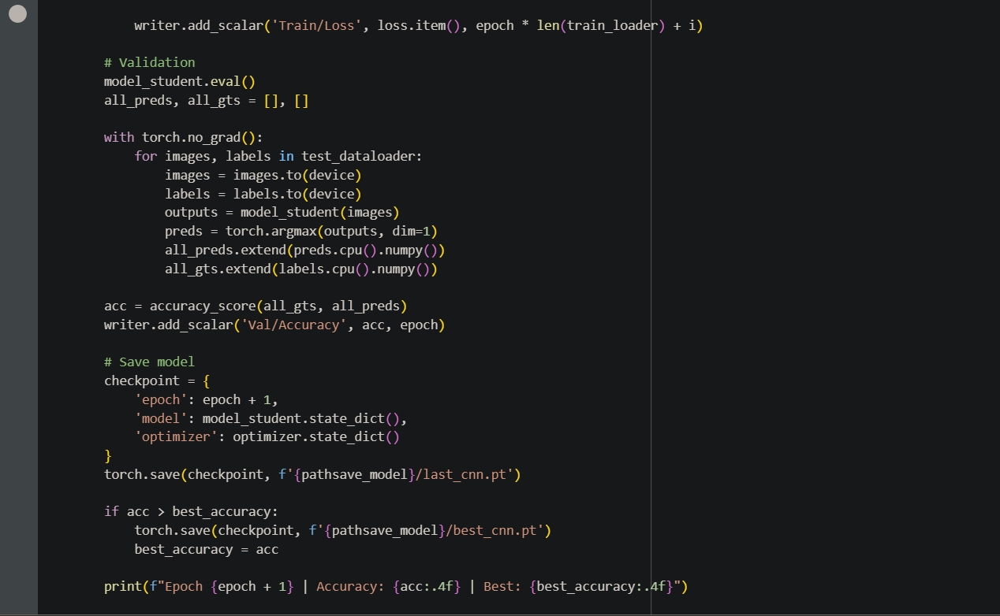 writer.add_scalar('Train/Loss', loss.item(), epoch * len(train_loader) + i)
# Validation
model_student.eval()
all_preds, all_gts = [], []
with torch.no_grad():
for images, labels in test_dataloader:
images = images.to(device)
labels = labels.to(device)
outputs = model_student(images)
preds = torch.argmax(outputs, dim=1)
all_preds.extend(preds.cpu().numpy())
all_gts.extend(labels.cpu().numpy())
acc = accuracy_score(all_gts, all_preds)
writer.add_scalar('Val/Accuracy', acc, epoch)
# Save model
checkpoint = {
'epoch': epoch + 1,
'model': model_student.state_dict(),
'optimizer': optimizer.state_dict()
}
torch.save(checkpoint, f'{pathsave_model}/last_cnn.pt')
if acc > best_accuracy:
torch.save(checkpoint, f'{pathsave_model}/best_cnn.pt')
best_accuracy = acc
print(f"Epoch {epoch + 1} | Accuracy: {acc:.4f} | Best: {best_accuracy:.4f}")